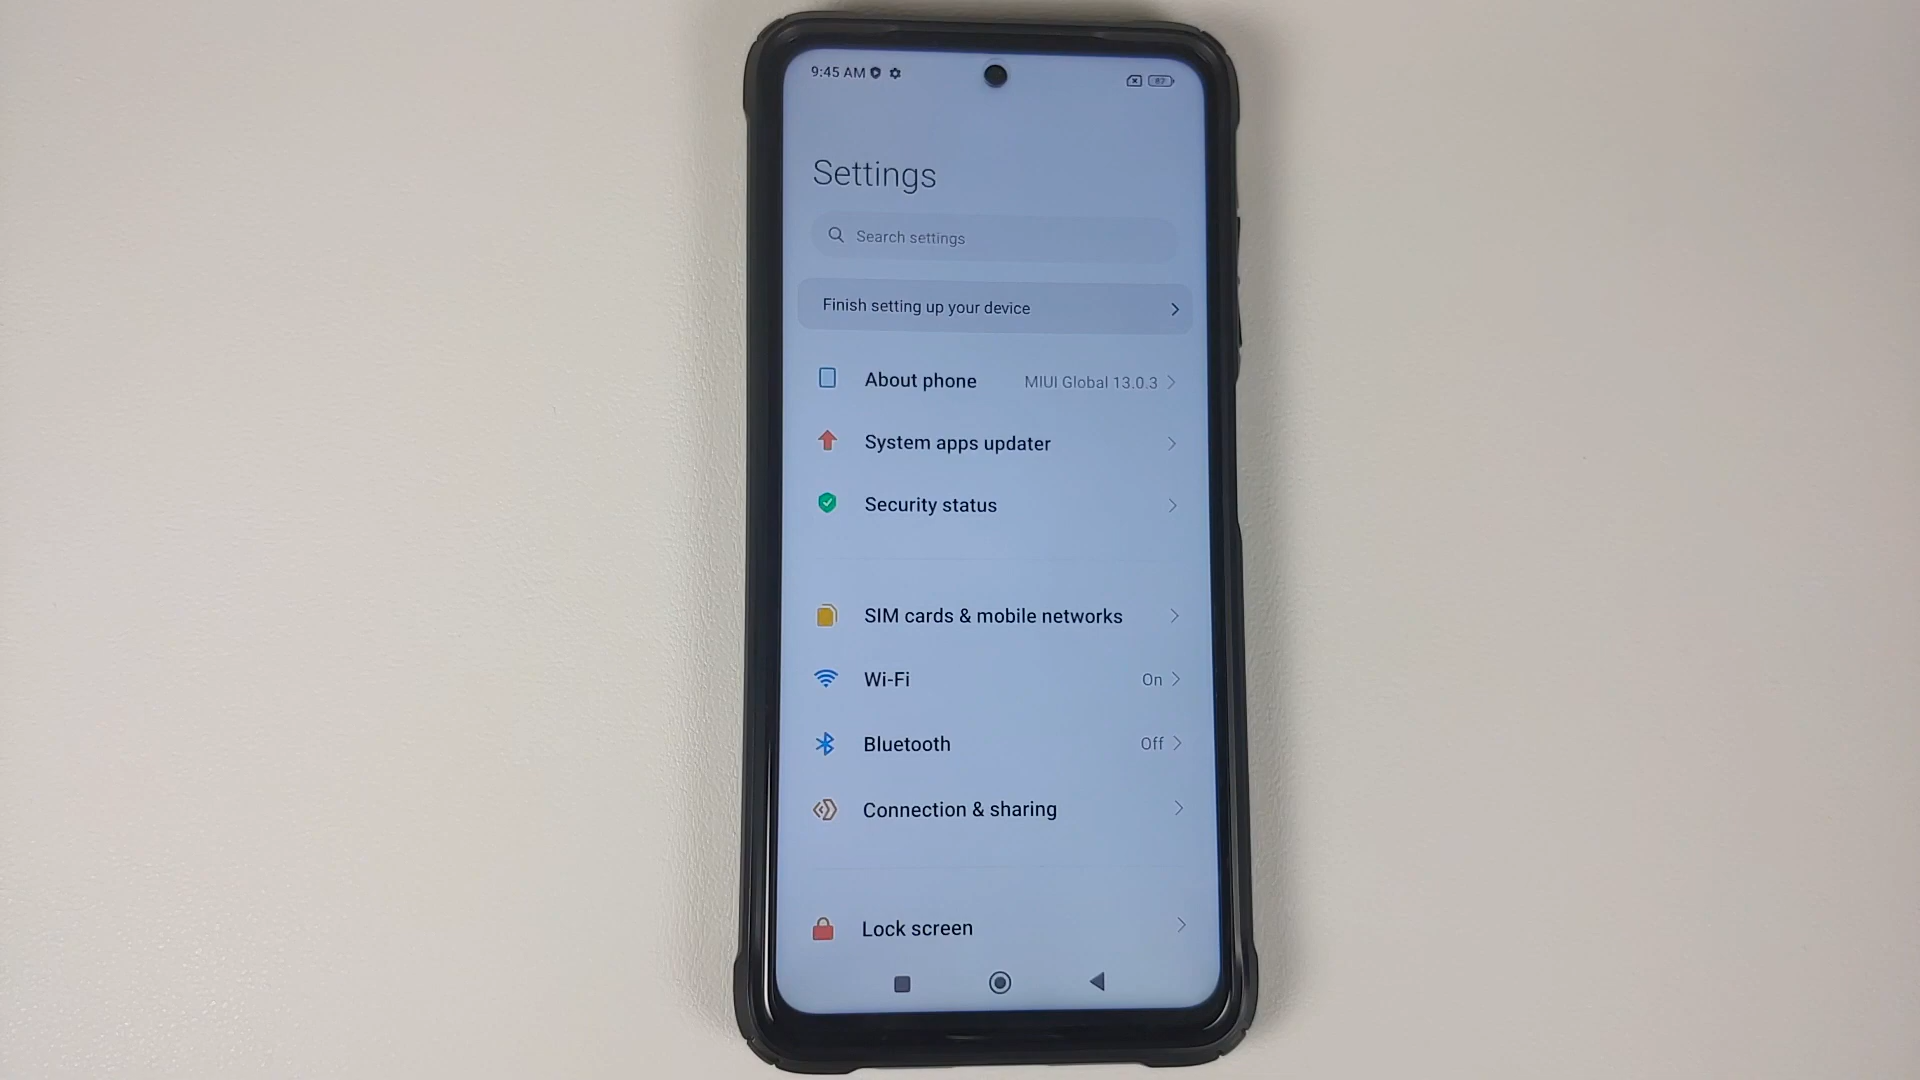 9:45 AM
87
Settings
Search settings
Finish setting up your device
About phone MIUI Global 13.0.3
System apps updater
Security status
SIM cards & mobile networks
Wi-Fi On
Bluetooth Off
Connection & sharing
Lock screen